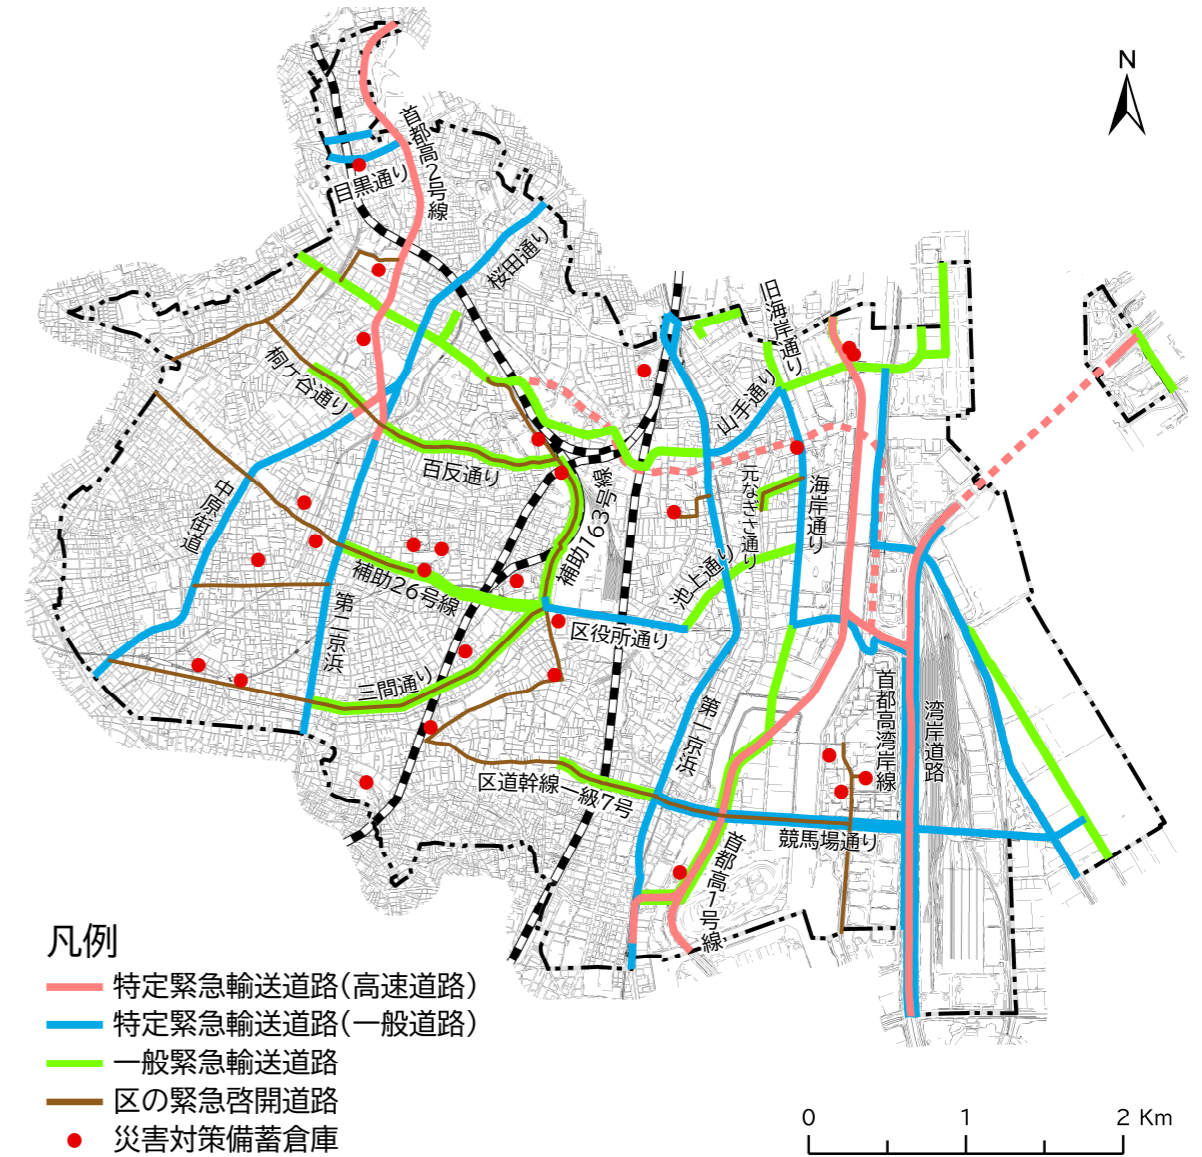 N
首都高2号線
目黒通り
桜田通り
旧海岸通り
桐ケ谷通り
山手通り
百反通り
中原街道
補助163号線
元なぎさ通り
海岸通り
池上通り
補助26号線
第二京浜
区役所通り
三間通り
第一京浜
首都高湾岸線
湾岸道路
区道幹線一級7号
競馬場通り
首都高1号線
凡例
特定緊急輸送道路(高速道路)
特定緊急輸送道路(一般道路)
一般緊急輸送道路
区の緊急啓開道路
災害対策備蓄倉庫
0 1 2 Km